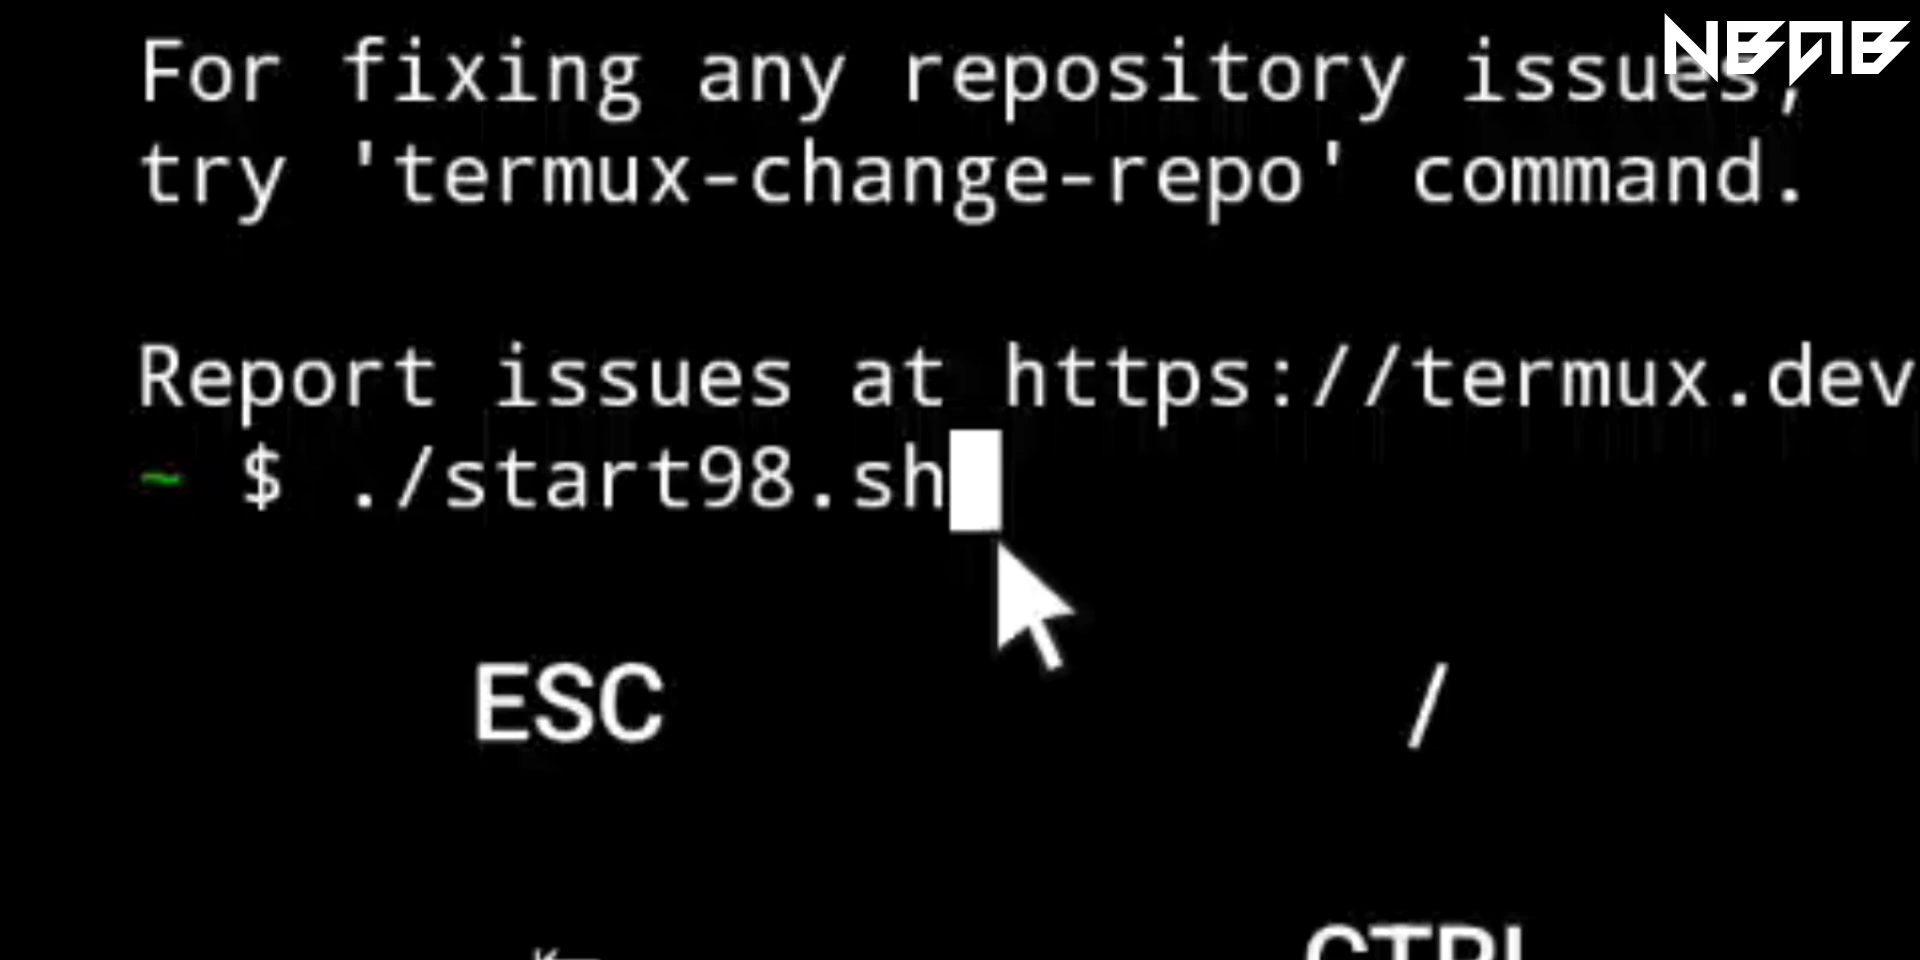 NBAB
For fixing any repository issues,
try 'termux-change-repo' command.
Report issues at https://termux.dev
~ $ ./start98.sh
ESC /
CTRL